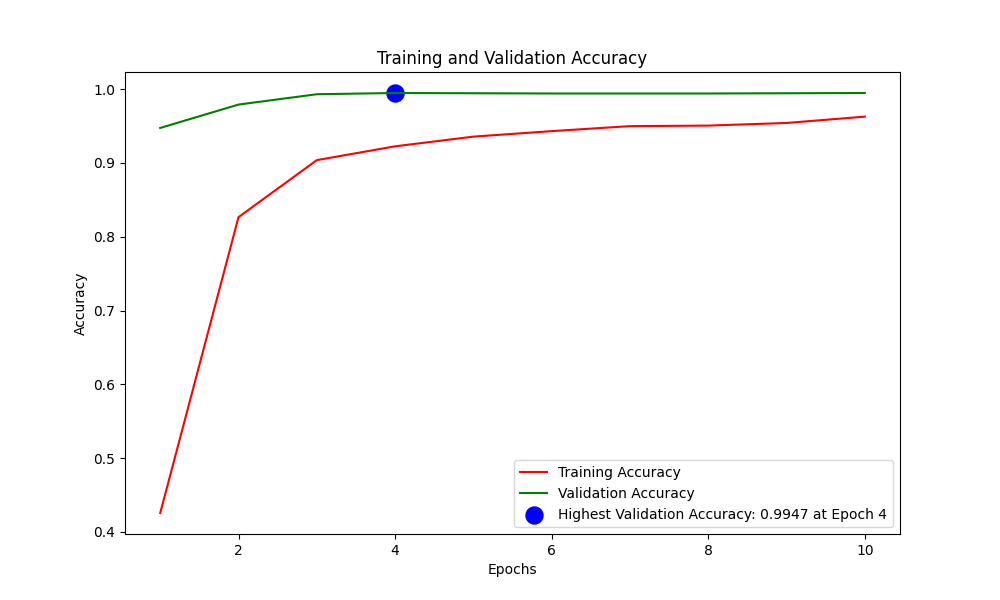 Training and Validation Accuracy
1.0
0.9
0.8
0.7
0.6
0.5
0.4
Accuracy
2 4 6 8 10
Epochs
Training Accuracy
Validation Accuracy
Highest Validation Accuracy: 0.9947 at Epoch 4